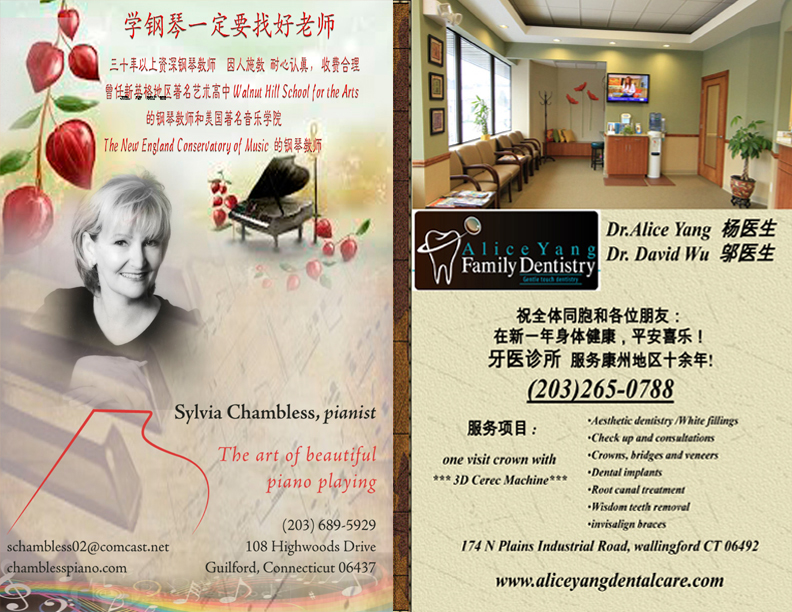 学钢琴一定要找好老师
三十年以上资深钢琴教师 因人施教 耐心认真, 收费合理
曾任新英格地区著名艺术高中 Walnut Hill School for the Arts
的钢琴教师和美国著名音乐学院
The New England Conservatory of Music 的钢琴教师
Sylvia Chambless, pianist
The art of beautiful
piano playing
(203) 689-5929
schambless02@comcast.net
108 Highwoods Drive
chamblesspiano.com
Guilford, Connecticut 06437
Alice Yang
Family Dentistry
Gentle touch dentistry
Dr.Alice Yang 杨医生
Dr. David Wu 邬医生
祝全体同胞和各位朋友：
在新一年身体健康，平安喜乐！
牙医诊所 服务康州地区十余年!
(203)265-0788
服务项目：
one visit crown with
*** 3D Cerec Machine***
•Aesthetic dentistry /White fillings
•Check up and consultations
•Crowns, bridges and veneers
•Dental implants
•Root canal treatment
•Wisdom teeth removal
•invisalign braces
174 N Plains Industrial Road, wallingford CT 06492
www.aliceyangdentalcare.com